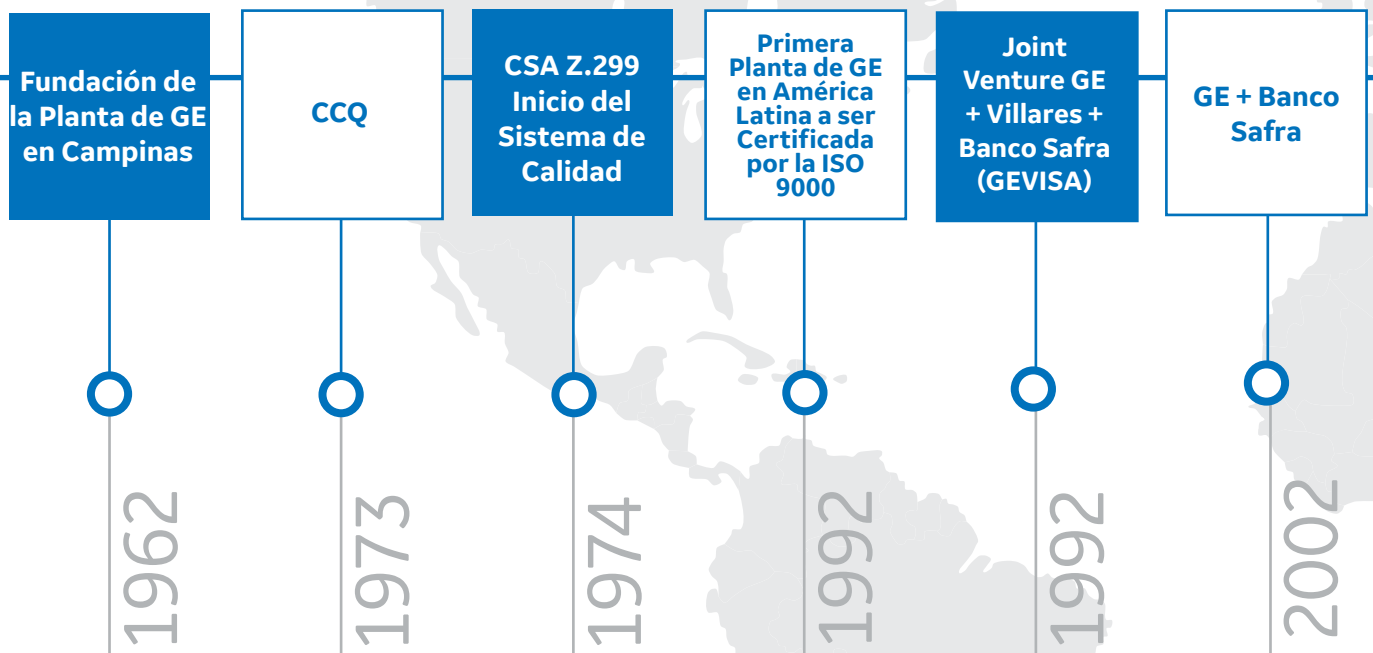 Fundación de
la Planta de GE
en Campinas
CCQ
CSA Z.299
Inicio del
Sistema de
Calidad
Primera
Planta de GE
en América
Latina a ser
Certificada
por la ISO
9000
Joint
Venture GE
+ Villares +
Banco Safra
(GEVISA)
GE + Banco
Safra
1962
1973
1974
1992
1992
2002